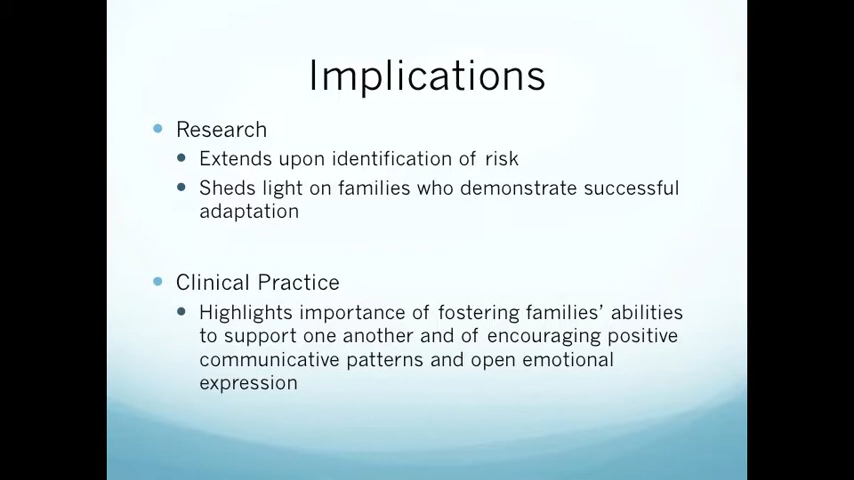 Implications
Research
Extends upon identification of risk
Sheds light on families who demonstrate successful
adaptation
Clinical Practice
Highlights importance of fostering families’ abilities
to support one another and of encouraging positive
communicative patterns and open emotional
expression